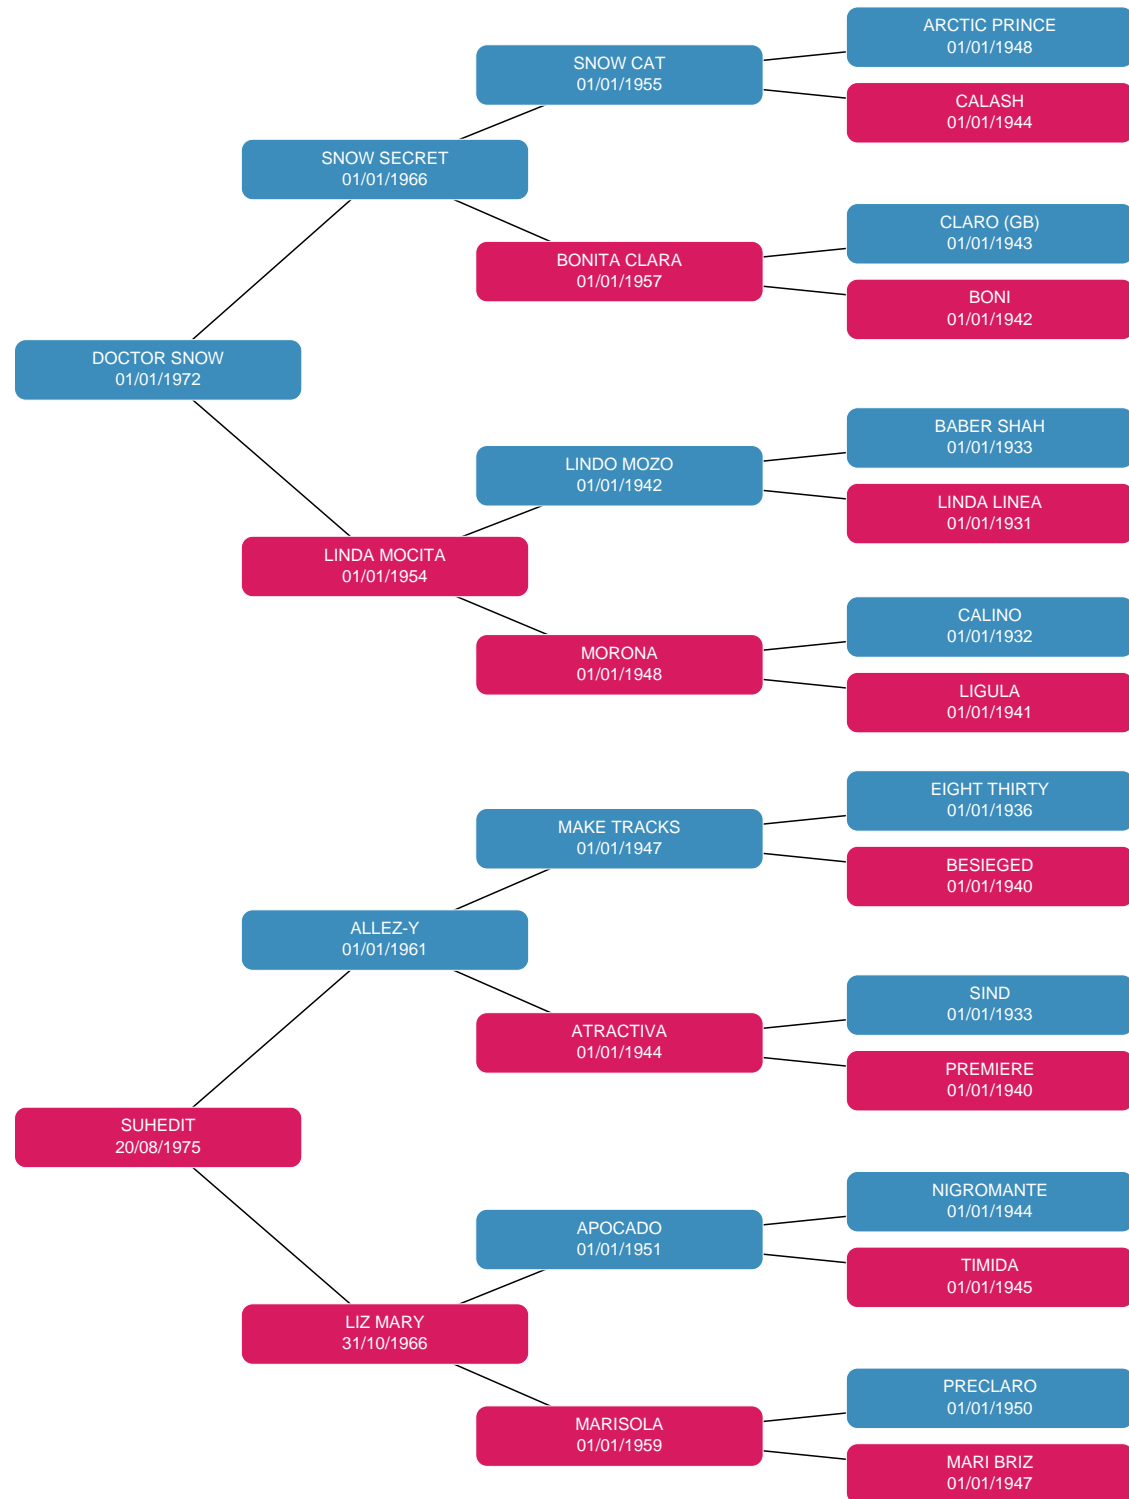 ARCTIC PRINCE
01/01/1948
SNOW CAT
01/01/1955
CALASH
01/01/1944
SNOW SECRET
01/01/1966
CLARO (GB)
01/01/1943
BONITA CLARA
01/01/1957
BONI
01/01/1942
DOCTOR SNOW
01/01/1972
BABER SHAH
01/01/1933
LINDO MOZO
01/01/1942
LINDA LINEA
01/01/1931
LINDA MOCITA
01/01/1954
CALINO
01/01/1932
MORONA
01/01/1948
LIGULA
01/01/1941
EIGHT THIRTY
01/01/1936
MAKE TRACKS
01/01/1947
BESIEGED
01/01/1940
ALLEZ-Y
01/01/1961
SIND
01/01/1933
ATRACTIVA
01/01/1944
PREMIERE
01/01/1940
SUHEDIT
20/08/1975
NIGROMANTE
01/01/1944
APOCADO
01/01/1951
TIMIDA
01/01/1945
LIZ MARY
31/10/1966
PRECLARO
01/01/1950
MARISOLA
01/01/1959
MARI BRIZ
01/01/1947